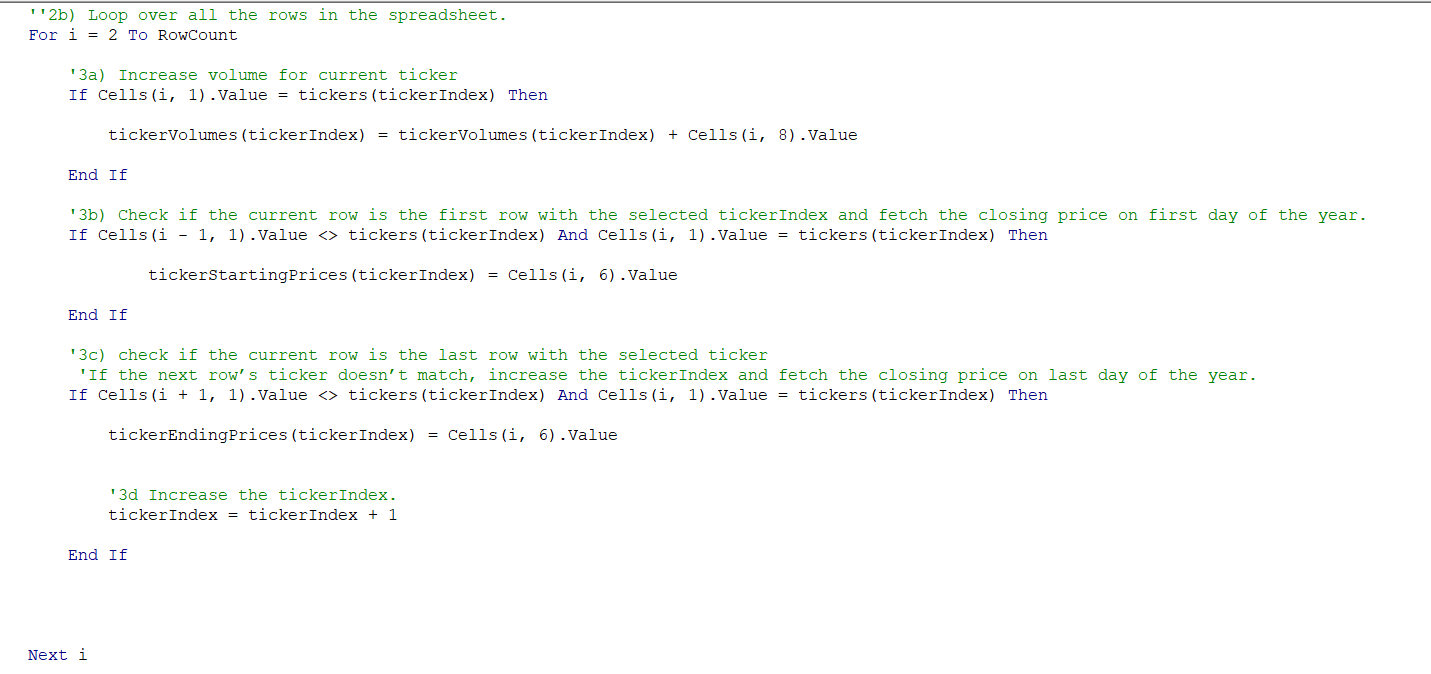 ''2b) Loop over all the rows in the spreadsheet.
For i = 2 To RowCount
'3a) Increase volume for current ticker
If Cells(i, 1).Value = tickers(tickerIndex) Then
tickerVolumes(tickerIndex) = tickerVolumes(tickerIndex) + Cells(i, 8).Value
End If
'3b) Check if the current row is the first row with the selected tickerIndex and fetch the closing price on first day of the year.
If Cells(i - 1, 1).Value <> tickers(tickerIndex) And Cells(i, 1).Value = tickers(tickerIndex) Then
tickerStartingPrices(tickerIndex) = Cells(i, 6).Value
End If
'3c) check if the current row is the last row with the selected ticker
'If the next row’s ticker doesn’t match, increase the tickerIndex and fetch the closing price on last day of the year.
If Cells(i + 1, 1).Value <> tickers(tickerIndex) And Cells(i, 1).Value = tickers(tickerIndex) Then
tickerEndingPrices(tickerIndex) = Cells(i, 6).Value
'3d Increase the tickerIndex.
tickerIndex = tickerIndex + 1
End If
Next i